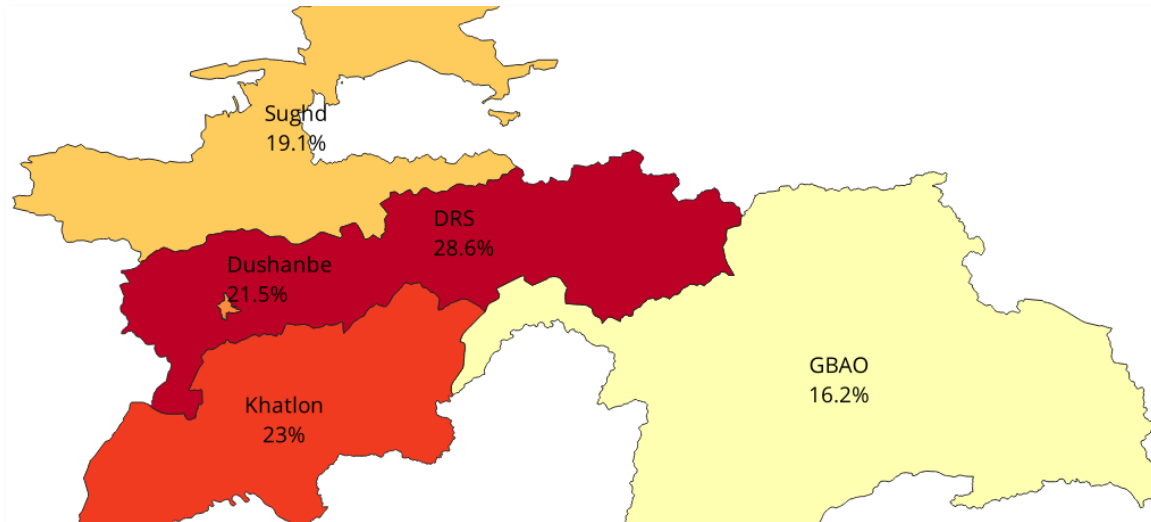 Sughd
19.1%
DRS
28.6%
Dushanbe
21.5%
GBAO
16.2%
Khatlon
23%